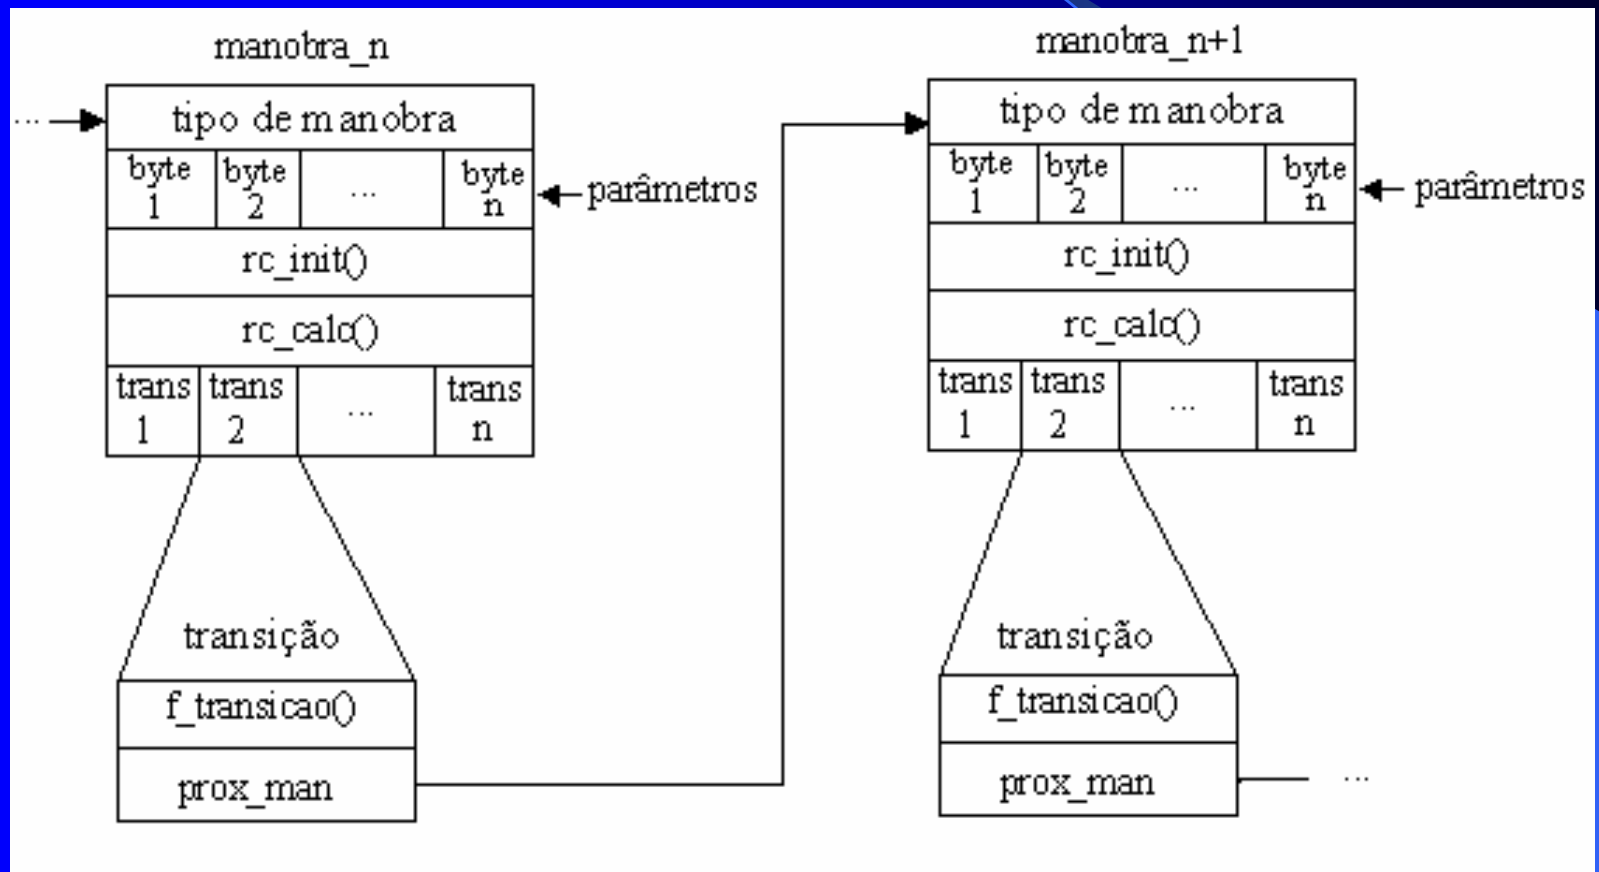 manobra_n
... tipo de manobra
byte 1 byte 2 ... byte n parâmetros
rc_init()
rc_calc()
trans 1 trans 2 ... trans n
transição
f_transicao()
prox_man
manobra_n+1
tipo de manobra
byte 1 byte 2 ... byte n parâmetros
rc_init()
rc_calc()
trans 1 trans 2 ... trans n
transição
f_transicao()
prox_man ...